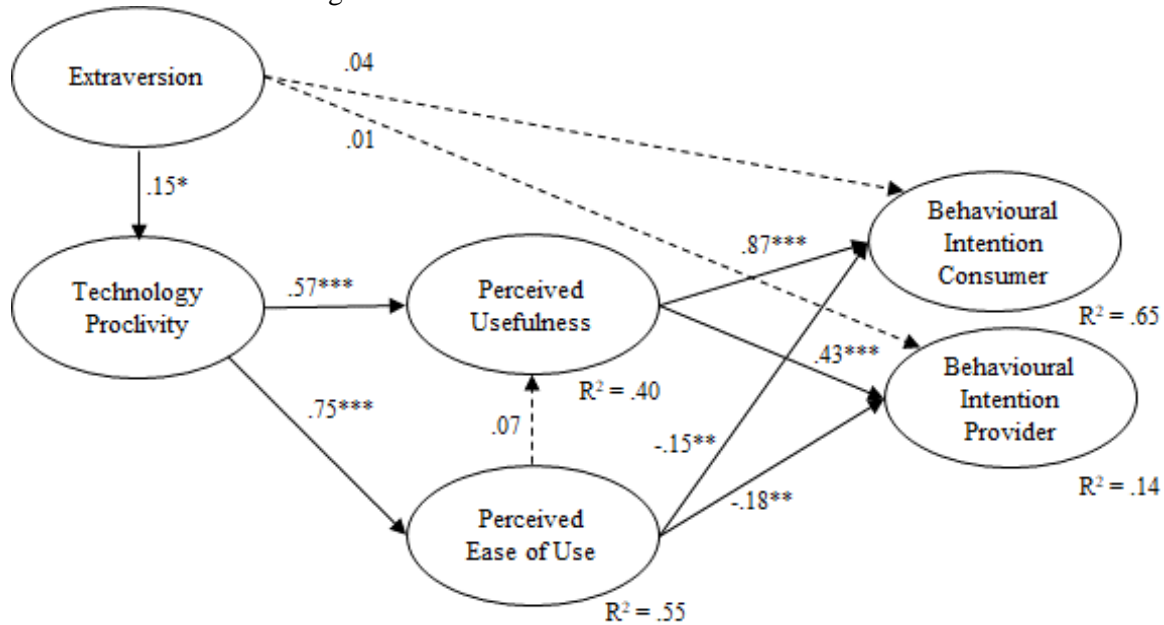 Extraversion
.04
.01
.15*
Behavioural
Intention
Consumer
.87***
R² = .65
Technology
Proclivity
.57***
Perceived
Usefulness
R² = .40
.43***
Behavioural
Intention
Provider
R² = .14
.75***
.07
-.15**
-.18**
Perceived
Ease of Use
R² = .55